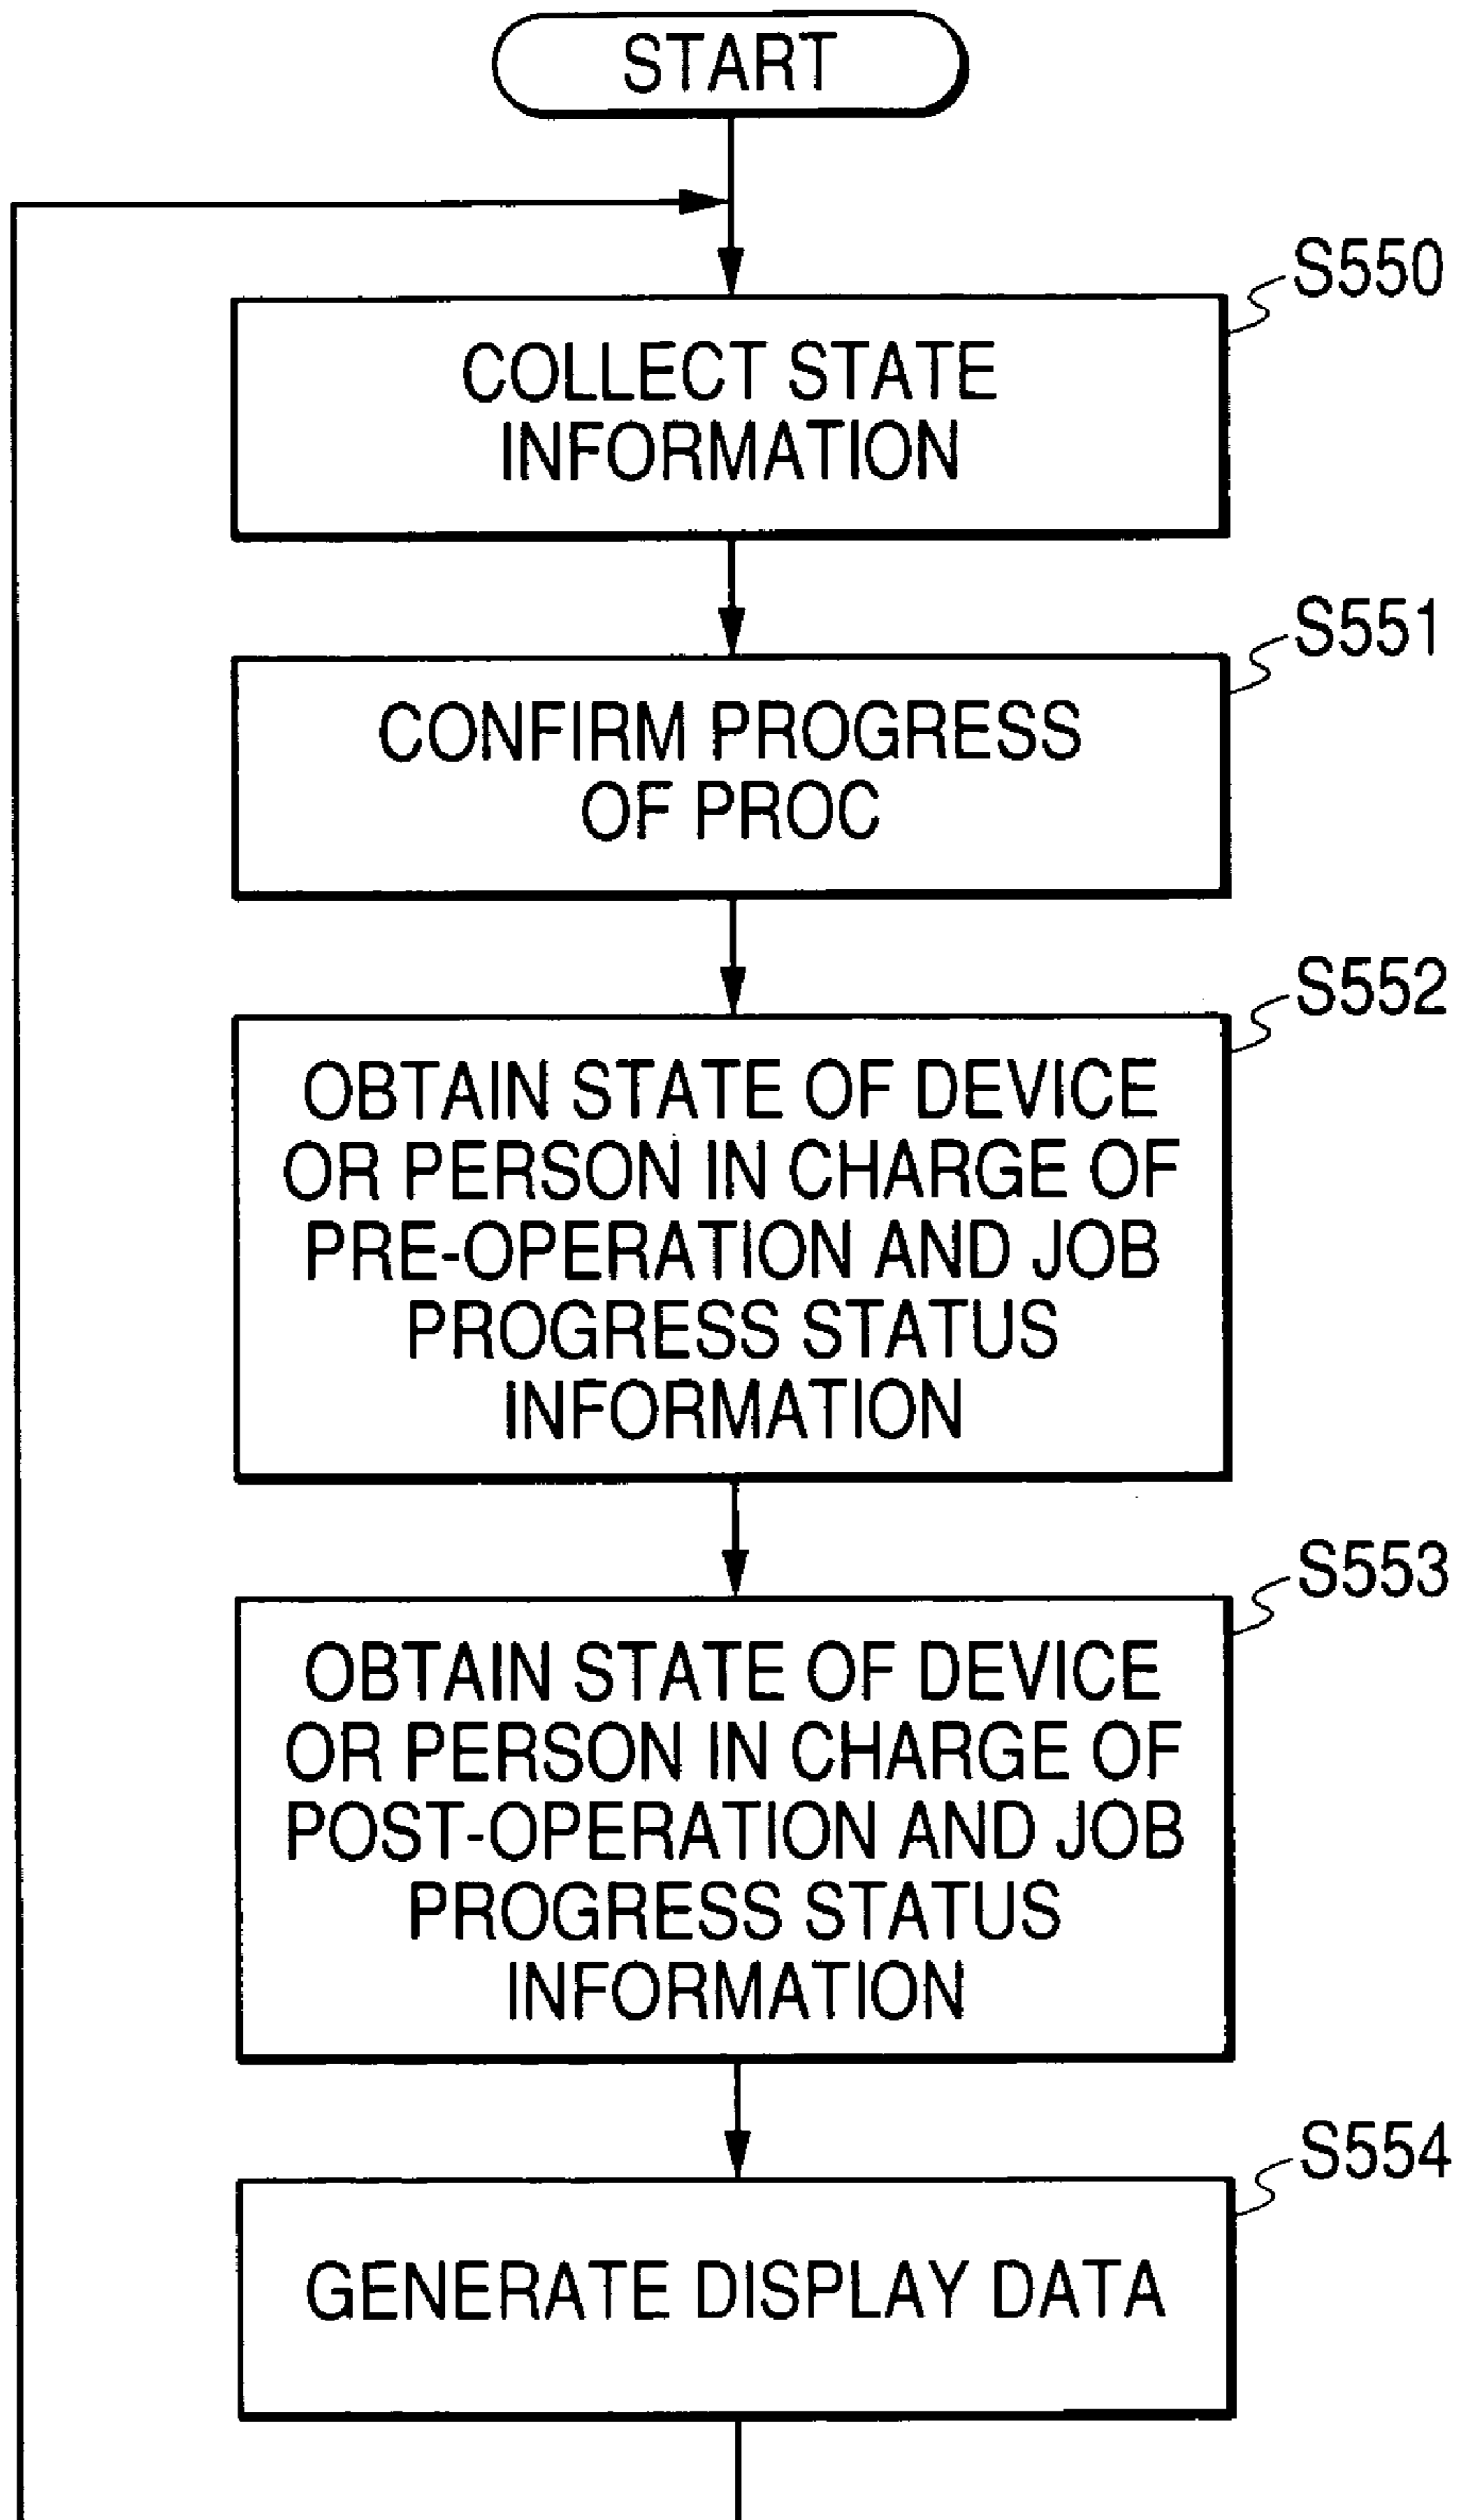 START
S550
COLLECT STATE
INFORMATION
S551
CONFIRM PROGRESS
OF PROC
S552
OBTAIN STATE OF DEVICE
OR PERSON IN CHARGE OF
PRE-OPERATION AND JOB
PROGRESS STATUS
INFORMATION
S553
OBTAIN STATE OF DEVICE
OR PERSON IN CHARGE OF
POST-OPERATION AND JOB
PROGRESS STATUS
INFORMATION
S554
GENERATE DISPLAY DATA